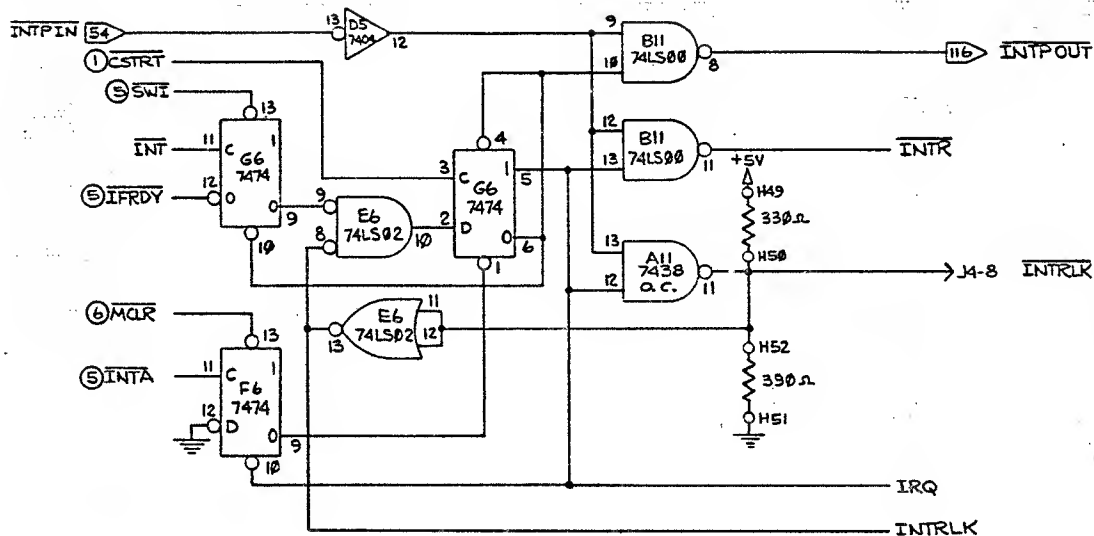 INTPIN 54 13 D5 7404 12 9 B11 74LS00 8 116 INTPOUT
10
① CSTRT
⑤ SWI 13
4
12 B11 74LS00 11 INTR
13
INT 11 C 1
G6 7474
⑤ IFRDY 12 0 0 9
10
3 C 1 5
G6 7474
2 D 0 6
1
9 E6 74LS02 10
8
+5V
H49
330Ω
H50
13 A11 7438 O.C. 11 J4-8 INTRLK
12
⑥ MCLR 13
13 E6 74LS02 11
12
H52
390Ω
H51
⑤ INTA 11 C 1
F6 7474
12 D 0 9
10
IRQ
INTRLK